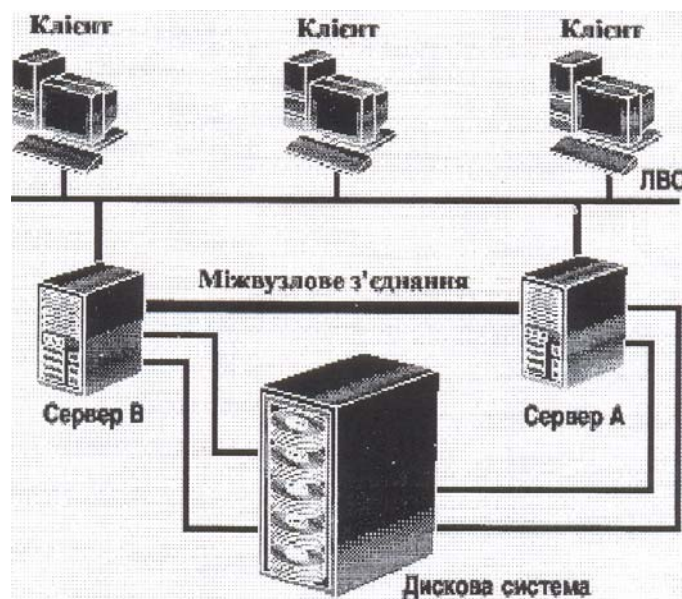 Клієнт
Клієнт
Клієнт
ЛВС
Міжвузлове з'єднання
Сервер В
Сервер А
Дискова система